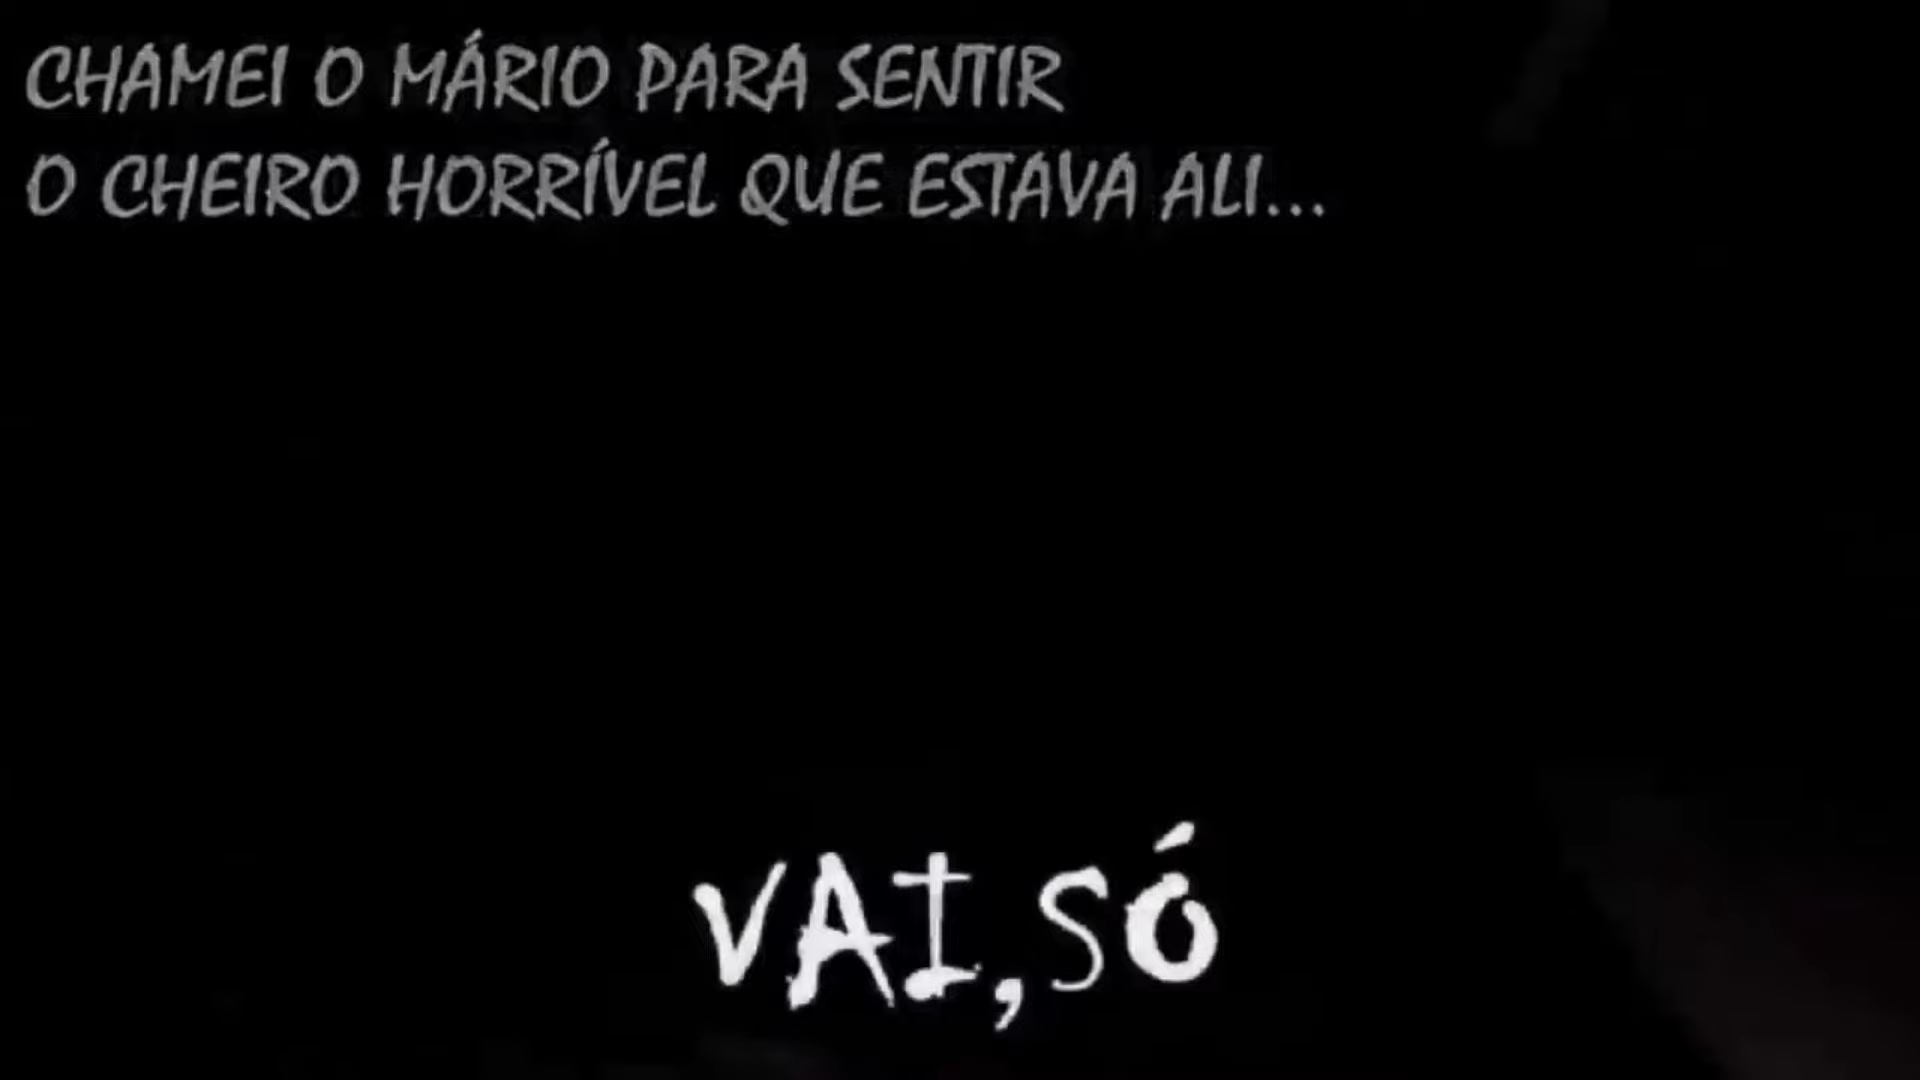 CHAMEI O MÁRIO PARA SENTIR
O CHEIRO HORRÍVEL QUE ESTAVA ALI...
VAI,SÓ